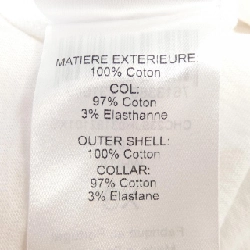 MATIERE EXTERIEURE
100% Coton
COL:
97% Coton
3% Elasthanne
OUTER SHELL:
100% Cotton
COLLAR:
97% Cotton
3% Elastane